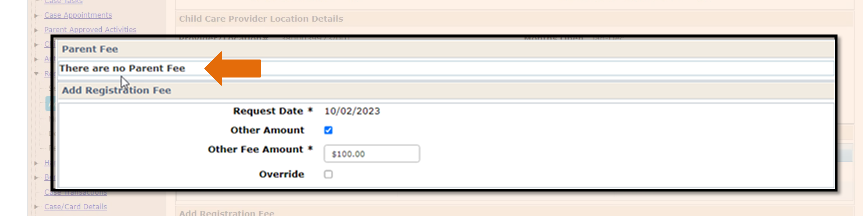 Case Appointments
Child Care Provider Location Details
Parent Approved Activities
Parent Fee
There are no Parent Fee
Add Registration Fee
Request Date * 10/02/2023
Other Amount
Other Fee Amount * $100.00
Override
Case Transactions
Case/Card Details
Add Registration Fee